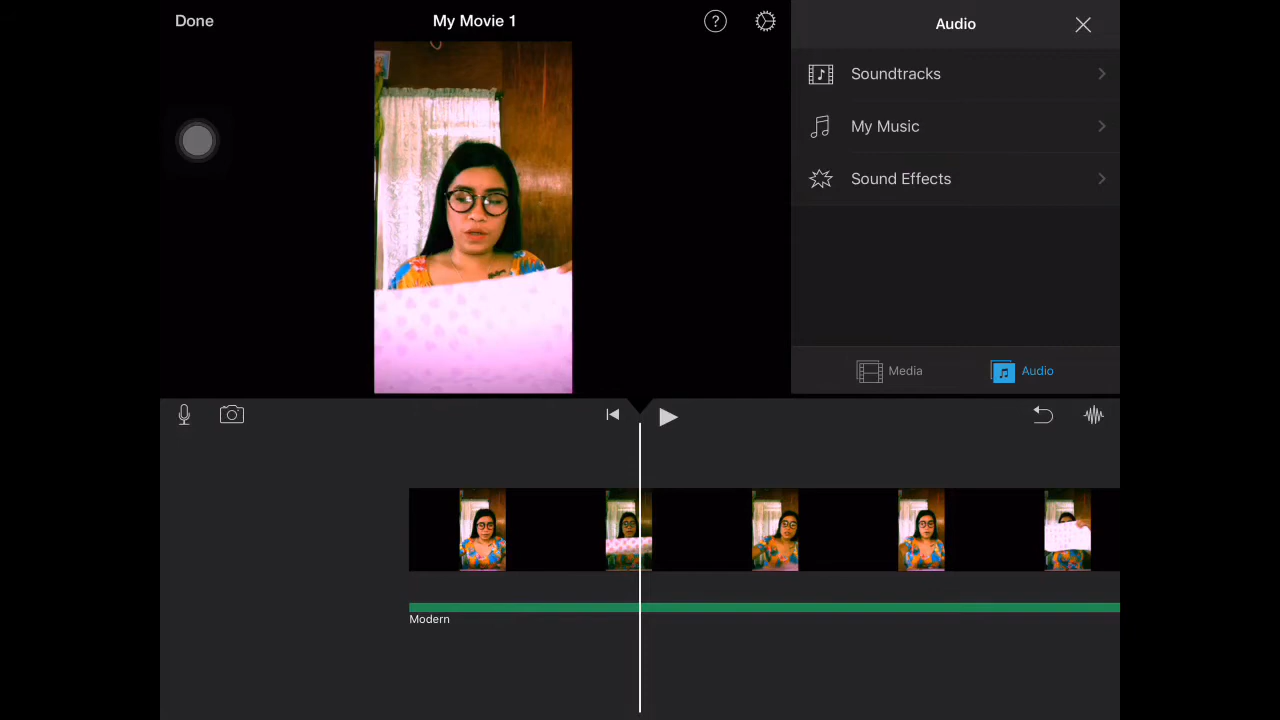 Done
My Movie 1
?
Audio
Soundtracks
My Music
Sound Effects
Media
Audio
Modern